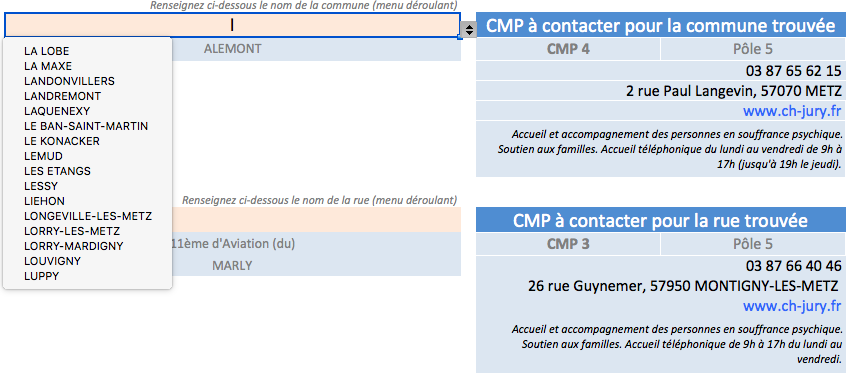 Renseignez ci-dessous le nom de la commune (menu déroulant)
l
ALEMONT
LA LOBE
LA MAXE
LANDONVILLERS
LANDREMONT
LAQUENEXY
LE BAN-SAINT-MARTIN
LE KONACKER
LEMUD
LES ETANGS
LESSY
LIEHON
LONGEVILLE-LES-METZ
LORRY-LES-METZ
LORRY-MARDIGNY
LOUVIGNY
LUPPY
CMP à contacter pour la commune trouvée
CMP 4 Pôle 5
03 87 65 62 15
2 rue Paul Langevin, 57070 METZ
www.ch-jury.fr
Accueil et accompagnement des personnes en souffrance psychique.
Soutien aux familles. Accueil téléphonique du lundi au vendredi de 9h à
17h (jusqu'à 19h le jeudi).
Renseignez ci-dessous le nom de la rue (menu déroulant)
11ème d'Aviation (du)
MARLY
CMP à contacter pour la rue trouvée
CMP 3 Pôle 5
03 87 66 40 46
26 rue Guynemer, 57950 MONTIGNY-LES-METZ
www.ch-jury.fr
Accueil et accompagnement des personnes en souffrance psychique.
Soutien aux familles. Accueil téléphonique de 9h à 17h du lundi au
vendredi.